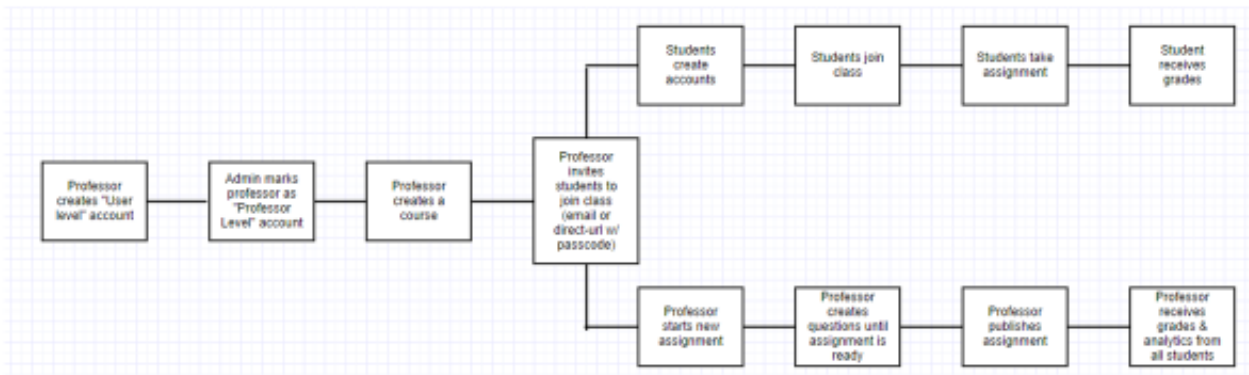 Students
create
accounts
Students join
class
Students take
assignment
Student
receives
grades
Professor
creates "User
level" account
Admin marks
professor as
"Professor
Level" account
Professor
creates a
course
Professor
invites
students to
join class
(email or
direct-url w/
passcode)
Professor
starts new
assignment
Professor
creates
questions until
assignment is
ready
Professor
publishes
assignment
Professor
receives
grades &
analytics from
all students